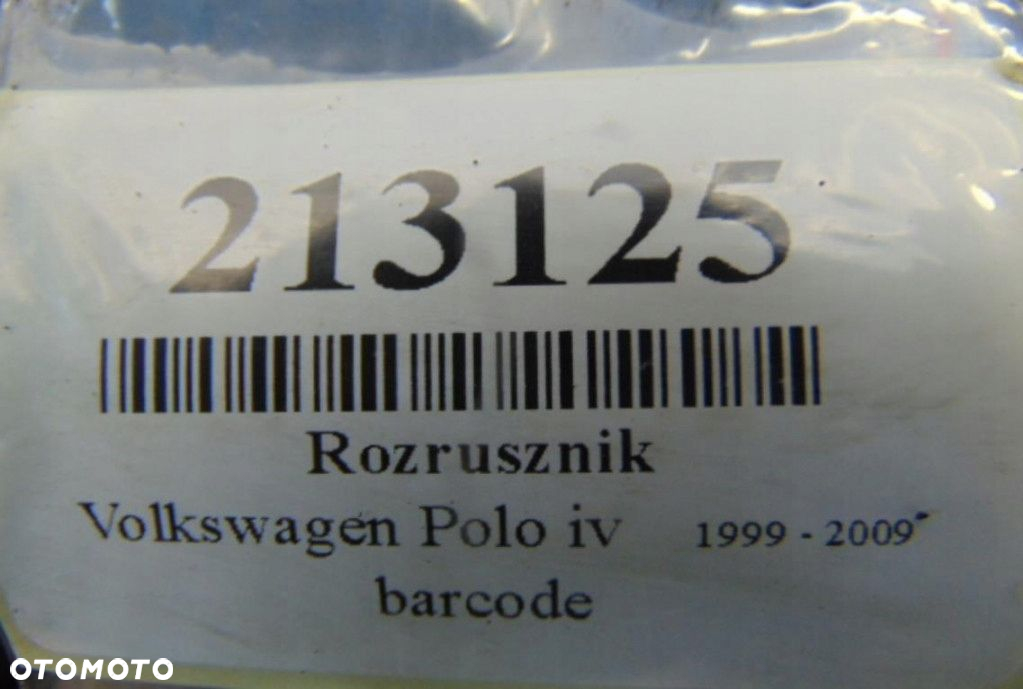 213125
Rozrusznik
Volkswagen Polo iv 1999 - 2009
barcode
OTOMOTO